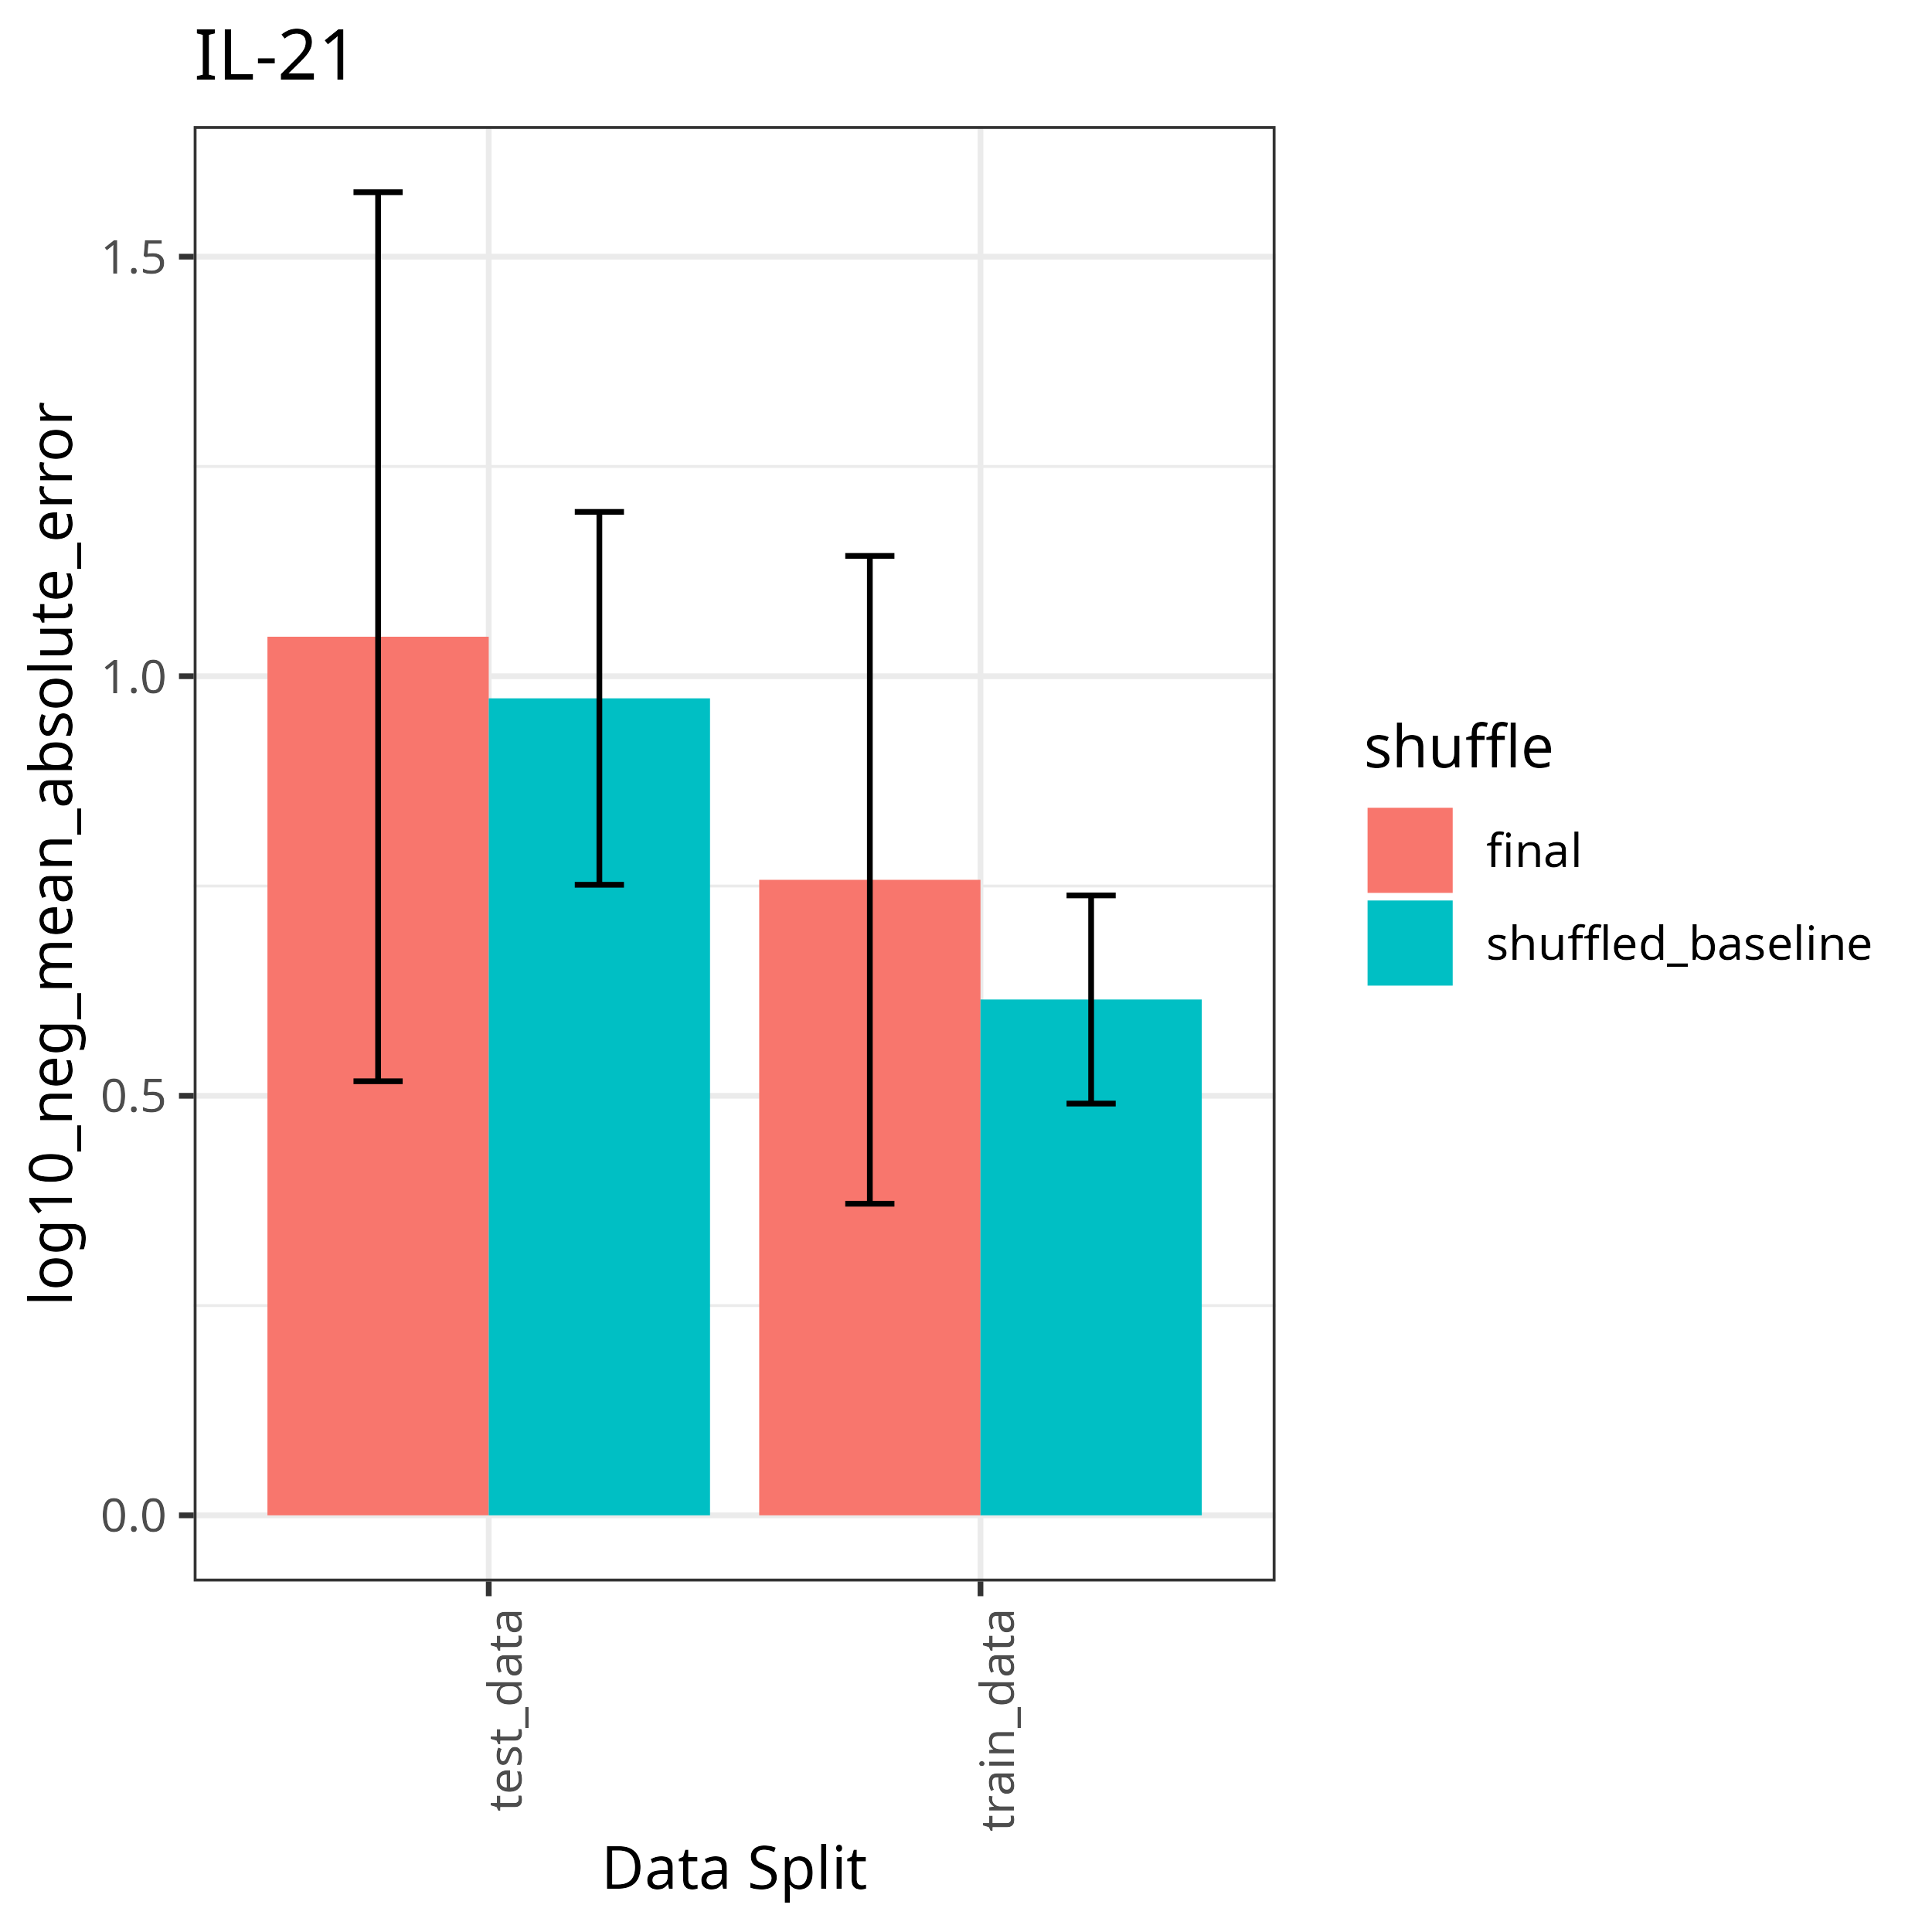 IL-21
log10_neg_mean_absolute_error
1.5
1.0
0.5
0.0
test_data
train_data
Data Split
shuffle
final
shuffled_baseline